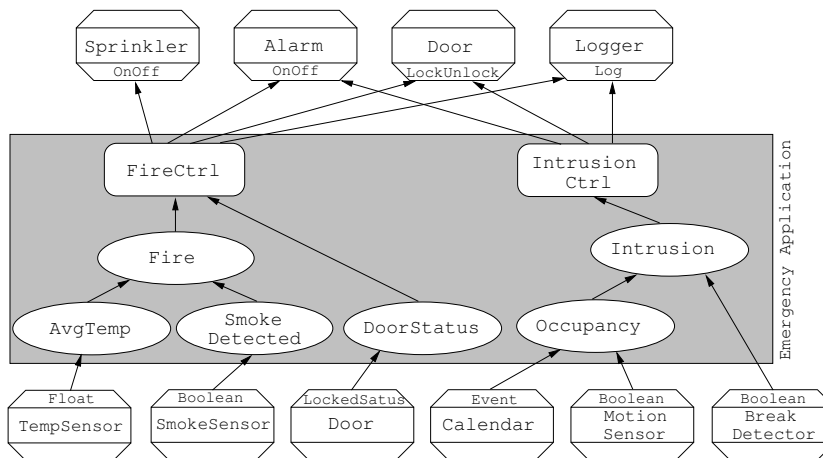 Sprinkler
OnOff
Alarm
OnOff
Door
LockUnlock
Logger
Log
FireCtrl
Intrusion
Ctrl
Fire
Intrusion
AvgTemp
Smoke
Detected
DoorStatus
Occupancy
Emergency Application
Float
TempSensor
Boolean
SmokeSensor
LockedSatus
Door
Event
Calendar
Boolean
Motion
Sensor
Boolean
Break
Detector